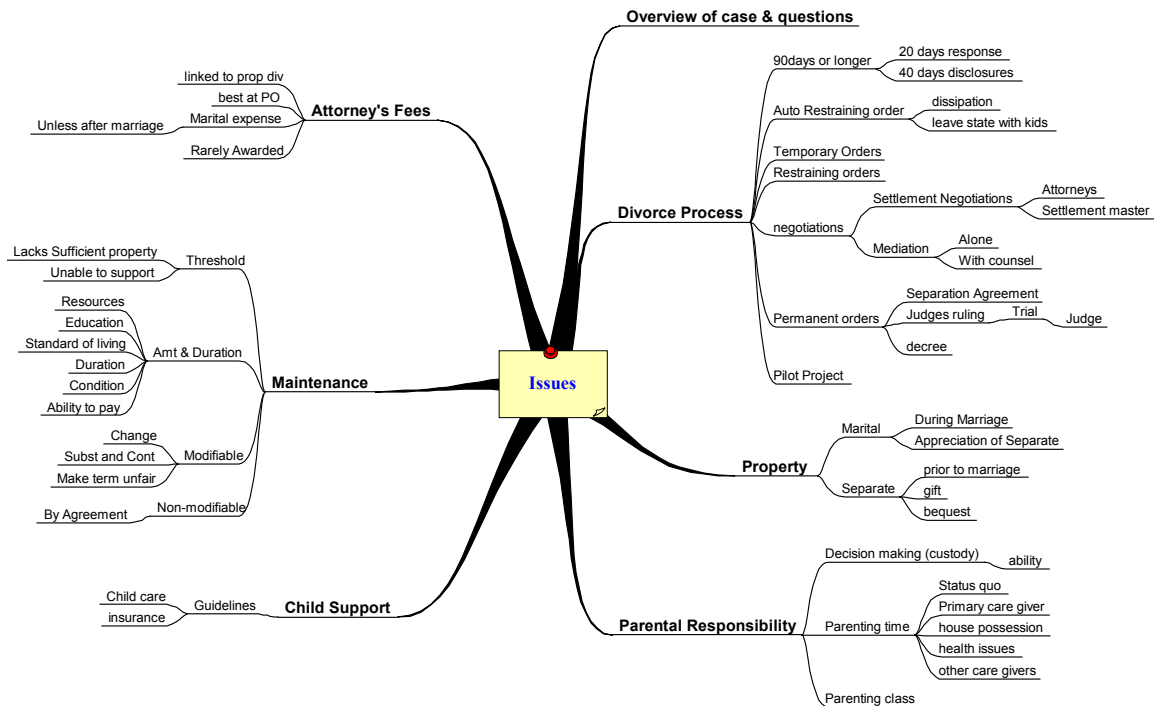 Issues
Overview of case & questions
Divorce Process
90days or longer
20 days response
40 days disclosures
Auto Restraining order
dissipation
leave state with kids
Temporary Orders
Restraining orders
negotiations
Settlement Negotiations
Attorneys
Settlement master
Mediation
Alone
With counsel
Permanent orders
Separation Agreement
Judges ruling
Trial
Judge
decree
Pilot Project
Property
Marital
During Marriage
Appreciation of Separate
Separate
prior to marriage
gift
bequest
Parental Responsibility
Decision making (custody)
ability
Parenting time
Status quo
Primary care giver
house possession
health issues
other care givers
Parenting class
Attorney's Fees
linked to prop div
best at PO
Marital expense
Unless after marriage
Rarely Awarded
Maintenance
Threshold
Lacks Sufficient property
Unable to support
Amt & Duration
Resources
Education
Standard of living
Duration
Condition
Ability to pay
Modifiable
Change
Subst and Cont
Make term unfair
Non-modifiable
By Agreement
Child Support
Guidelines
Child care
insurance